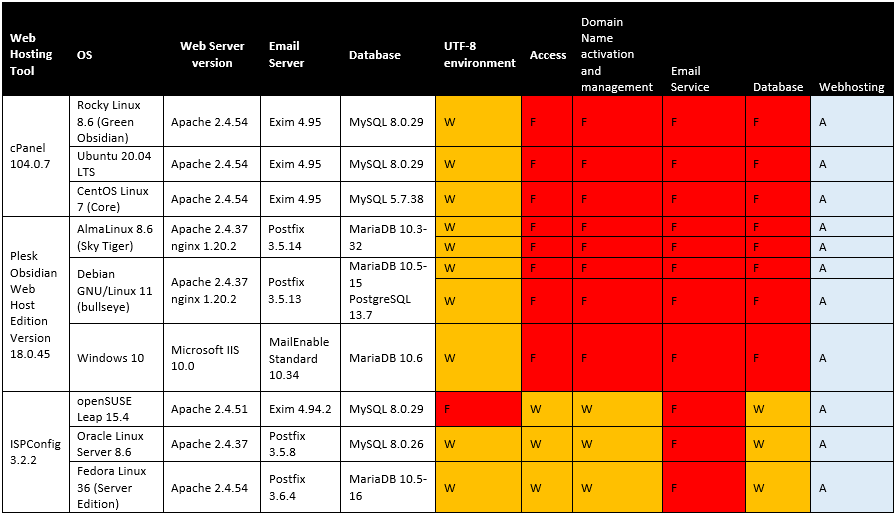 Web Hosting Tool
OS
Web Server version
Email Server
Database
UTF-8 environment
Access
Domain Name activation and management
Email Service
Database
Webhosting
cPanel 104.0.7
Rocky Linux 8.6 (Green Obsidian)
Apache 2.4.54
Exim 4.95
MySQL 8.0.29
W
F
F
F
F
A
Ubuntu 20.04 LTS
Apache 2.4.54
Exim 4.95
MySQL 8.0.29
W
F
F
F
F
A
CentOS Linux 7 (Core)
Apache 2.4.54
Exim 4.95
MySQL 5.7.38
W
F
F
F
F
A
Plesk Obsidian Web Host Edition Version 18.0.45
AlmaLinux 8.6 (Sky Tiger)
Apache 2.4.37 nginx 1.20.2
Postfix 3.5.14
MariaDB 10.3-32
W
F
F
F
F
A
W
F
F
F
F
A
Debian GNU/Linux 11 (bullseye)
Apache 2.4.37 nginx 1.20.2
Postfix 3.5.13
MariaDB 10.5-15
PostgreSQL 13.7
W
F
F
F
F
A
W
F
F
F
F
A
Windows 10
Microsoft IIS 10.0
MailEnable Standard 10.34
MariaDB 10.6
W
F
F
F
F
A
ISPConfig 3.2.2
openSUSE Leap 15.4
Apache 2.4.51
Exim 4.94.2
MySQL 8.0.29
F
W
W
F
W
A
Oracle Linux Server 8.6
Apache 2.4.37
Postfix 3.5.8
MySQL 8.0.26
W
W
W
F
W
A
Fedora Linux 36 (Server Edition)
Apache 2.4.54
Postfix 3.6.4
MariaDB 10.5-16
W
W
W
F
W
A